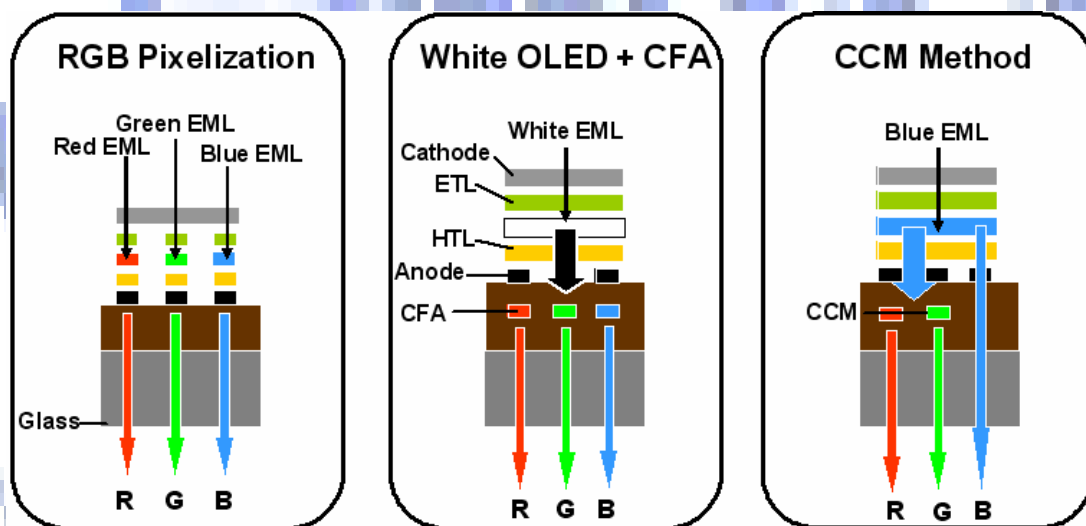 RGB Pixelization
Green EML
Red EML
Blue EML
Glass
R G B
White OLED + CFA
White EML
Cathode
ETL
HTL
Anode
CFA
R G B
CCM Method
Blue EML
CCM
R G B